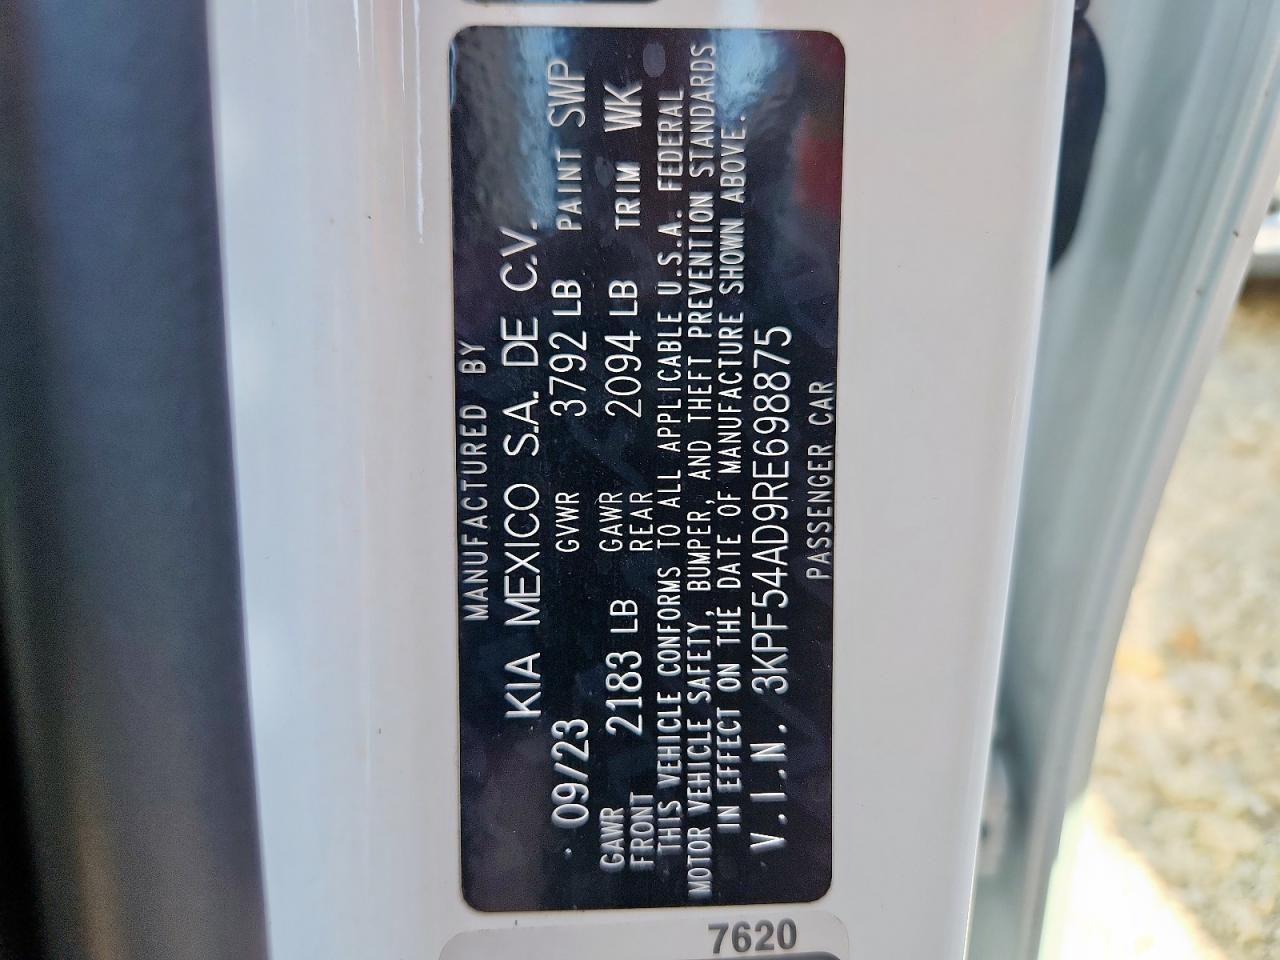 MANUFACTURED BY
KIA MEXICO S.A. DE C.V.
09/23 GVWR 3792 LB PAINT SWP
GAWR FRONT 2183 LB GAWR REAR 2094 LB TRIM WK
THIS VEHICLE CONFORMS TO ALL APPLICABLE U.S.A. FEDERAL
MOTOR VEHICLE SAFETY, BUMPER, AND THEFT PREVENTION STANDARDS
IN EFFECT ON THE DATE OF MANUFACTURE SHOWN ABOVE.
V.I.N. 3KPF54AD9RE698875
PASSENGER CAR
7620